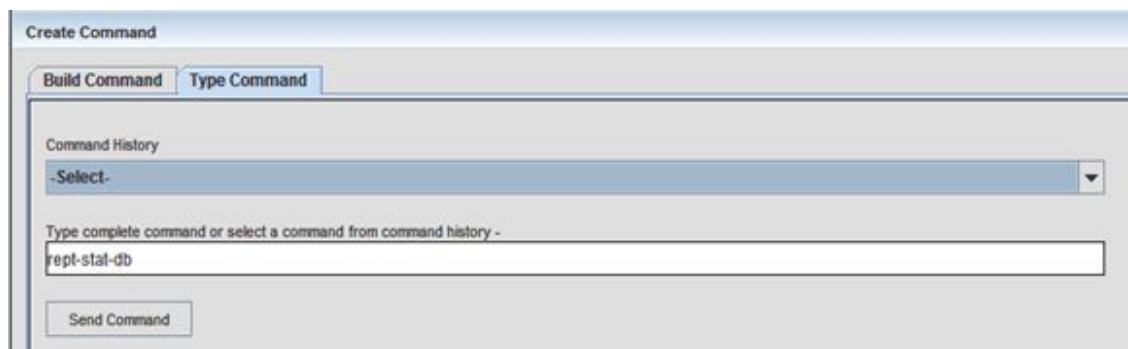 Create Command
Build Command Type Command
Command History
-Select-
Type complete command or select a command from command history -
rept-stat-db
Send Command